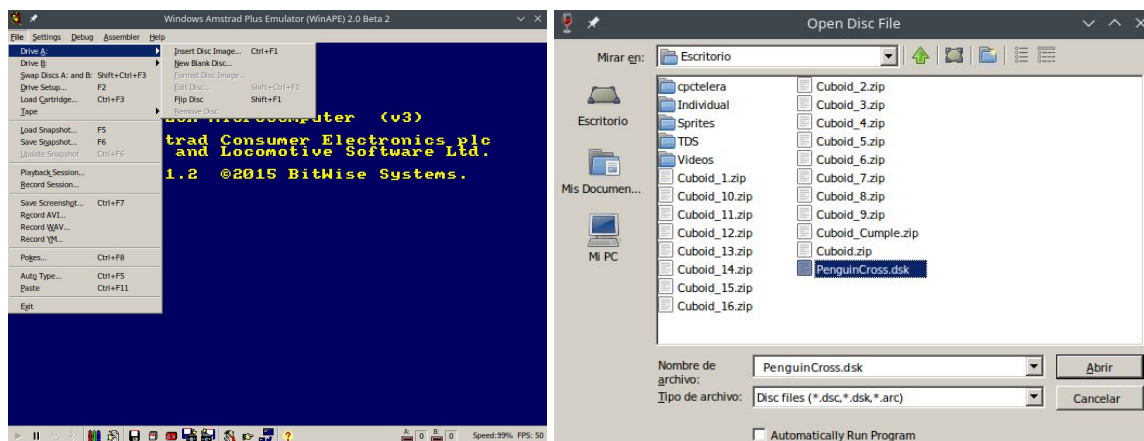 Windows Amstrad Plus Emulator (WinAPE) 2.0 Beta 2
File Settings Debug Assembler Help
Drive A:
Drive B:
Swap Discs A: and B: Shift+Ctrl+F3
Drive Setup... F2
Load Cartridge... Ctrl+F3
Tape
Load Snapshot... F5
Save Snapshot... F6
Update Snapshot Ctrl+F6
Playback Session...
Record Session...
Save Screenshot... Ctrl+F7
Record AVI...
Record WAV...
Record YM...
Pokes... Ctrl+F8
Auto Type... Ctrl+F5
Paste Ctrl+F11
Exit
Insert Disc Image... Ctrl+F1
New Blank Disc...
Format Disc Image...
Edit Disc... Shift+Ctrl+F1
Flip Disc Shift+F1
Remove Disc
(v3)
trad Consumer Electronics plc
and Locomotive Software Ltd.
1.2 ©2015 BitWise Systems.
A: 0 B: 0 Speed:99% FPS: 50
Open Disc File
Mirar en: Escritorio
Escritorio
Mis Documen...
Mi PC
cpctelera
Individual
Sprites
TDS
Videos
Cuboid_1.zip
Cuboid_10.zip
Cuboid_11.zip
Cuboid_12.zip
Cuboid_13.zip
Cuboid_14.zip
Cuboid_15.zip
Cuboid_16.zip
Cuboid_2.zip
Cuboid_3.zip
Cuboid_4.zip
Cuboid_5.zip
Cuboid_6.zip
Cuboid_7.zip
Cuboid_8.zip
Cuboid_9.zip
Cuboid_Cumple.zip
Cuboid.zip
PenguinCross.dsk
Nombre de archivo: PenguinCross.dsk Abrir
Tipo de archivo: Disc files (*.dsc,*.dsk,*.arc) Cancelar
Automatically Run Program